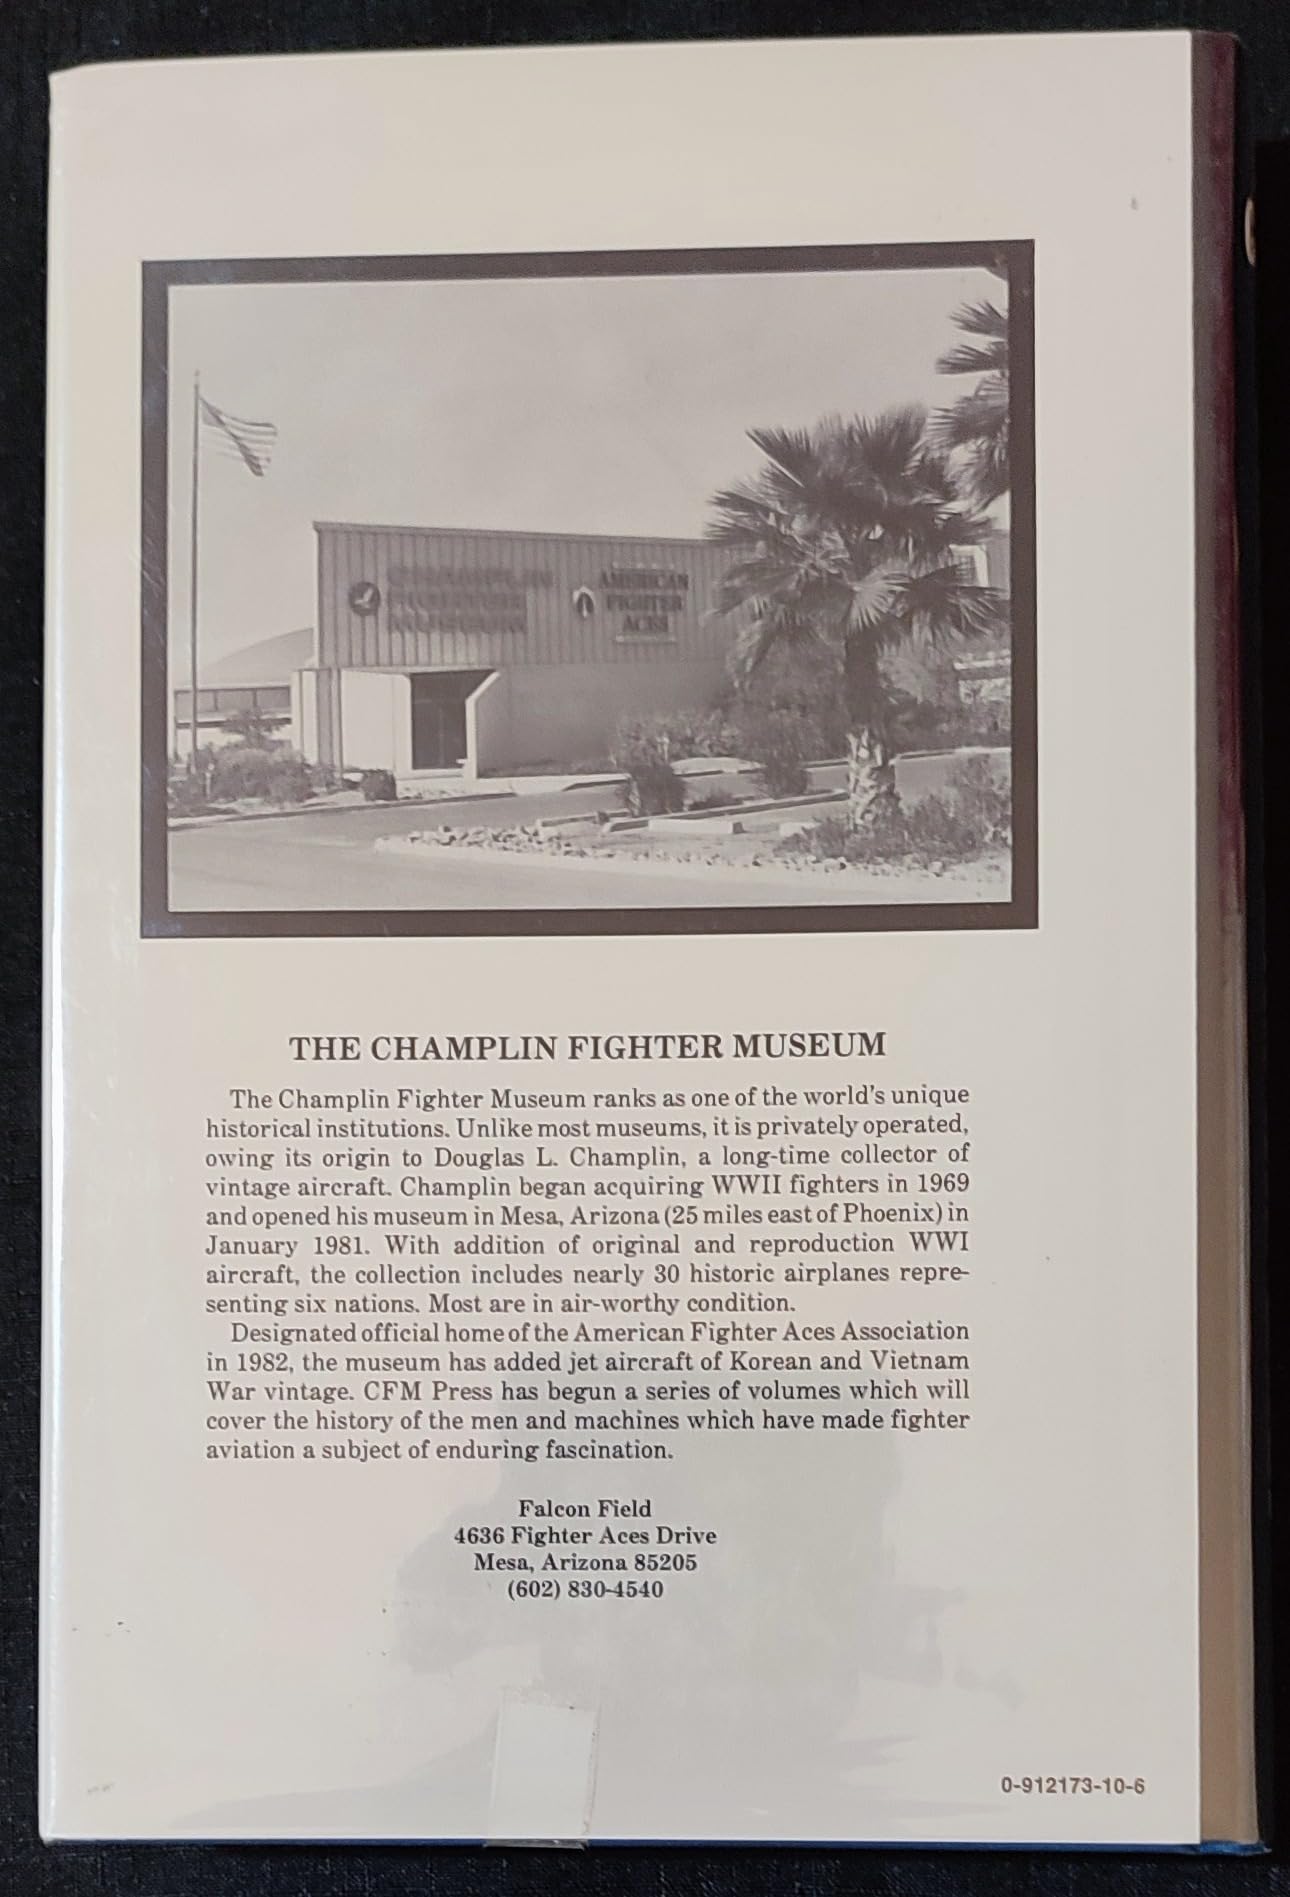 CHAMPLIN
FIGHTER
MUSEUM
AMERICAN
FIGHTER
ACES
THE CHAMPLIN FIGHTER MUSEUM
The Champlin Fighter Museum ranks as one of the world's unique
historical institutions. Unlike most museums, it is privately operated,
owing its origin to Douglas L. Champlin, a long-time collector of
vintage aircraft. Champlin began acquiring WWII fighters in 1969
and opened his museum in Mesa, Arizona (25 miles east of Phoenix) in
January 1981. With addition of original and reproduction WWI
aircraft, the collection includes nearly 30 historic airplanes repre-
senting six nations. Most are in air-worthy condition.
Designated official home of the American Fighter Aces Association
in 1982, the museum has added jet aircraft of Korean and Vietnam
War vintage. CFM Press has begun a series of volumes which will
cover the history of the men and machines which have made fighter
aviation a subject of enduring fascination.
Falcon Field
4636 Fighter Aces Drive
Mesa, Arizona 85205
(602) 830-4540
0-912173-10-6